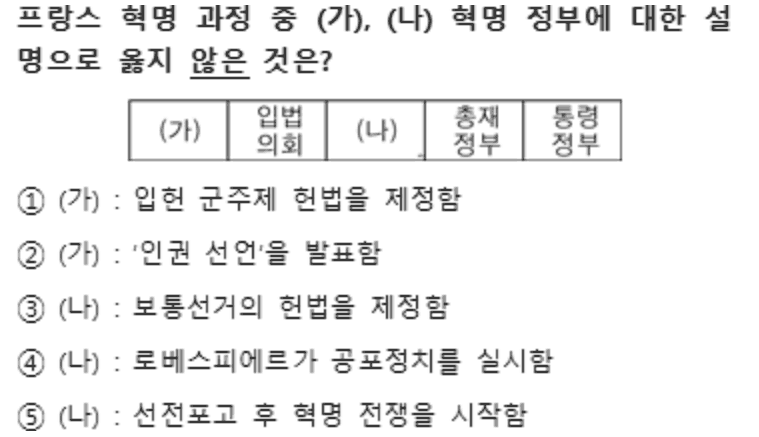 프랑스 혁명 과정 중 (가), (나) 혁명 정부에 대한 설
명으로 옳지 않은 것은?
(가) 입법 의회 (나) 총재 정부 통령 정부
① (가) : 입헌 군주제 헌법을 제정함
② (가) : '인권 선언'을 발표함
③ (나) : 보통선거의 헌법을 제정함
④ (나) : 로베스피에르가 공포정치를 실시함
⑤ (나) : 선전포고 후 혁명 전쟁을 시작함